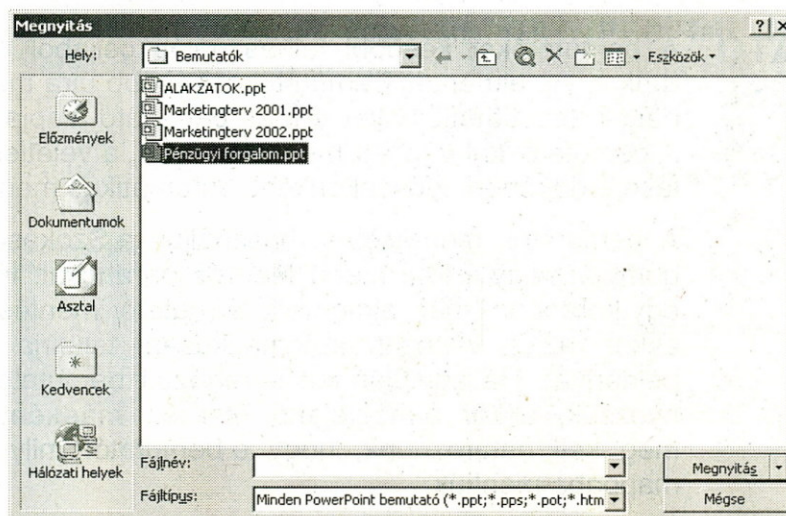 Megnyitás
Hely: Bemutatók Eszközök
ALAKZATOK.ppt
Marketingterv 2001.ppt
Marketingterv 2002.ppt
Pénzügyi forgalom.ppt
Előzmények
Dokumentumok
Asztal
Kedvencek
Hálózati helyek
Fájlnév: Megnyitás
Fájltípus: Minden PowerPoint bemutató (*.ppt;*.pps;*.pot;*.htm Mégse